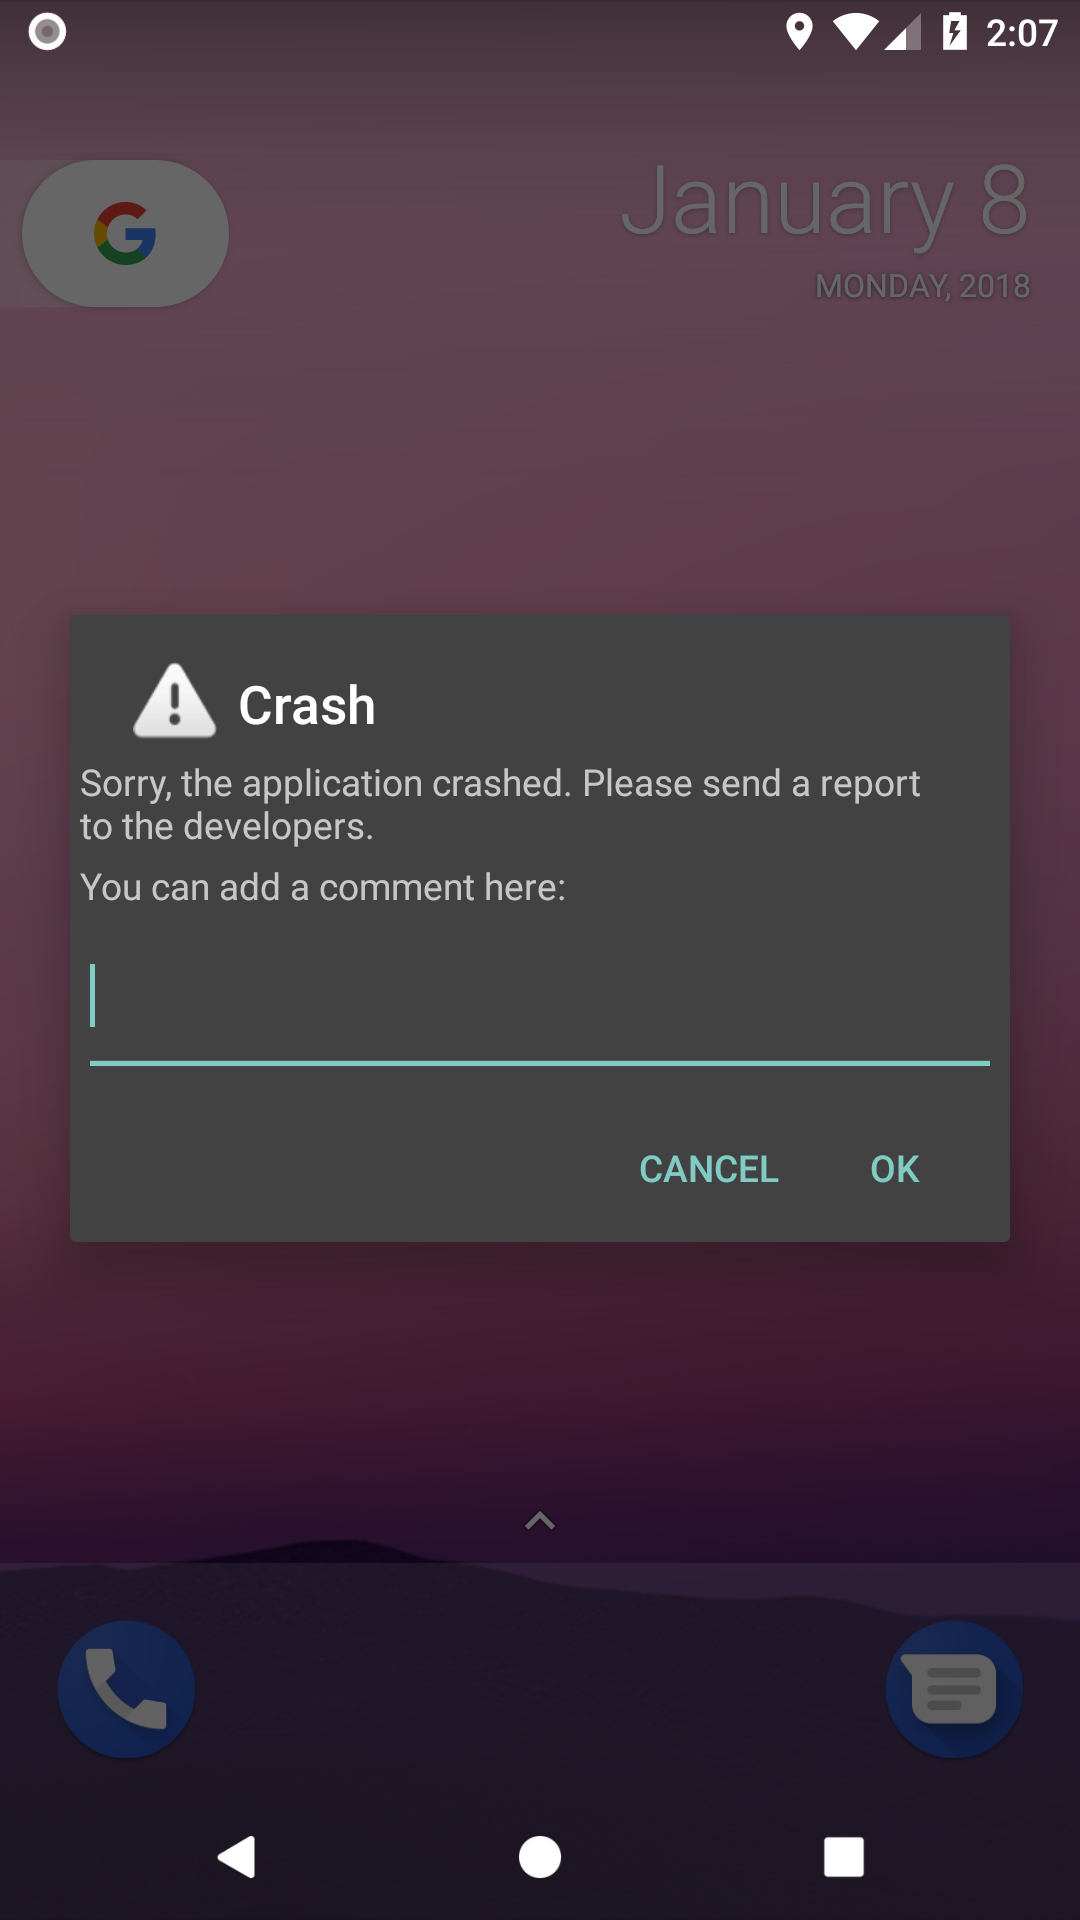 2:07
January 8
MONDAY, 2018
Crash
Sorry, the application crashed. Please send a report
to the developers.
You can add a comment here:
CANCEL OK